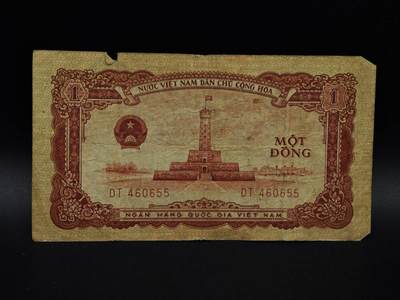 NƯỚC VIỆT NAM DÂN CHỦ CỘNG HÒA
1 1
MỘT
ĐỒNG
DT 460655 DT 460655
NGÂN HÀNG QUỐC GIA VIỆT NAM